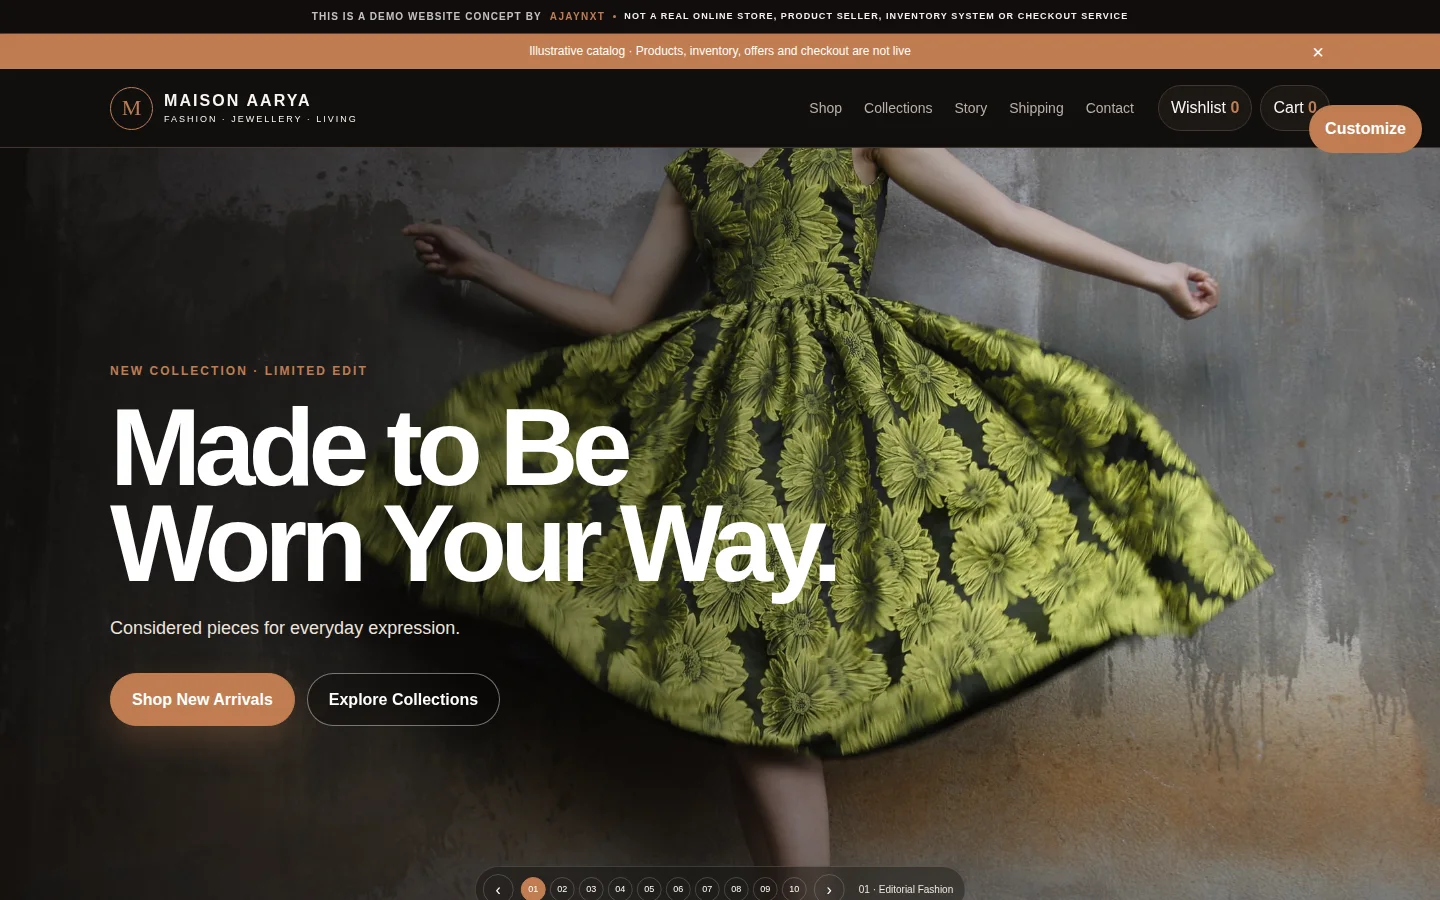 THIS IS A DEMO WEBSITE CONCEPT BY AJAYNXT • NOT A REAL ONLINE STORE, PRODUCT SELLER, INVENTORY SYSTEM OR CHECKOUT SERVICE
Illustrative catalog · Products, inventory, offers and checkout are not live ×
M MAISON AARYA
FASHION · JEWELLERY · LIVING
Shop Collections Story Shipping Contact Wishlist 0 Cart 0
Customize
NEW COLLECTION · LIMITED EDIT
Made to Be
Worn Your Way.
Considered pieces for everyday expression.
Shop New Arrivals Explore Collections
‹ 01 02 03 04 05 06 07 08 09 10 › 01 · Editorial Fashion